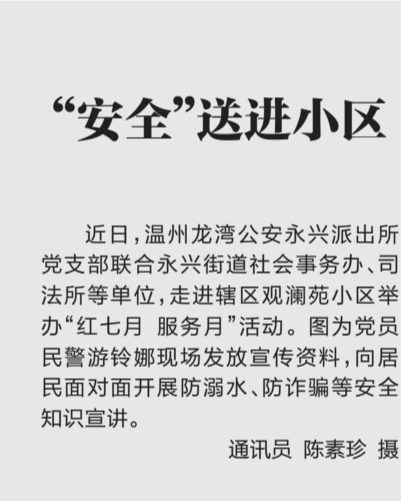 “安全”送进小区
近日，温州龙湾公安永兴派出所
党支部联合永兴街道社会事务办、司
法所等单位，走进辖区观澜苑小区举
办“红七月 服务月”活动。图为党员
民警游铃娜现场发放宣传资料，向居
民面对面开展防溺水、防诈骗等安全
知识宣讲。
通讯员 陈素珍 摄